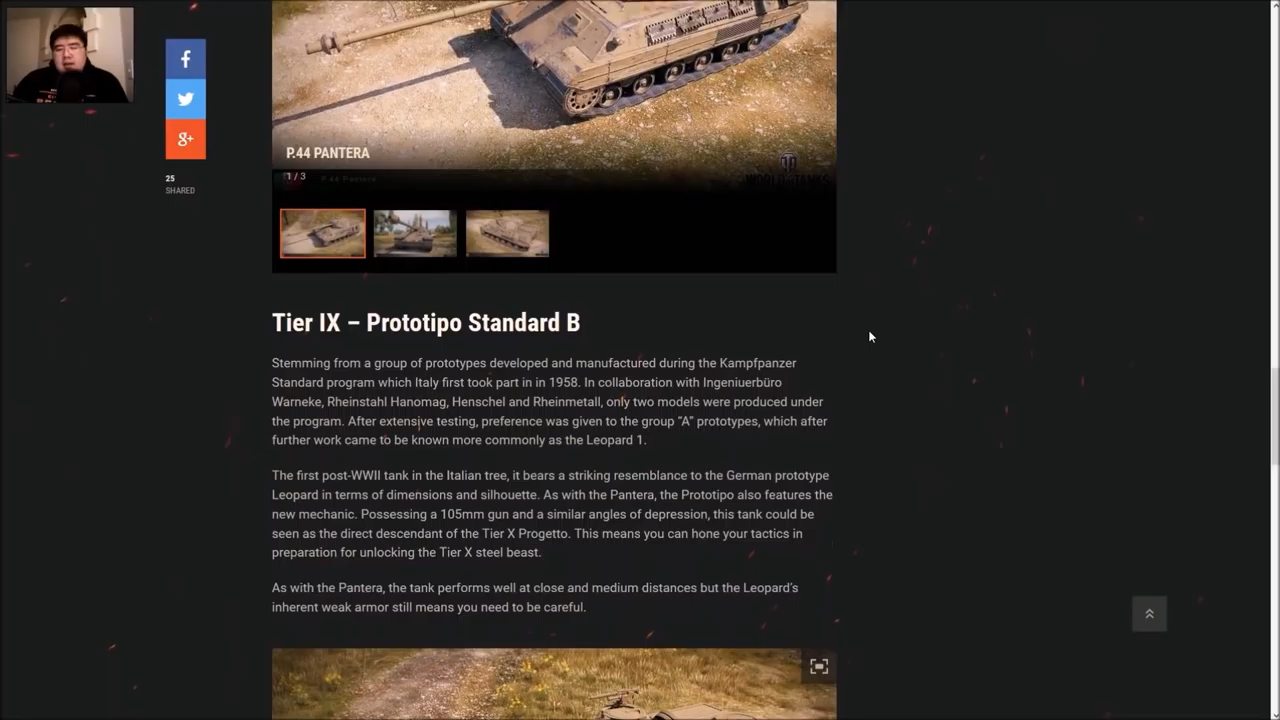 f
g+
25
SHARED
P.44 PANTERA
1 / 3
P.44 Pantera
WORLD OF TANKS
Tier IX – Prototipo Standard B
Stemming from a group of prototypes developed and manufactured during the Kampfpanzer
Standard program which Italy first took part in in 1958. In collaboration with Ingeniuerbüro
Warneke, Rheinstahl Hanomag, Henschel and Rheinmetall, only two models were produced under
the program. After extensive testing, preference was given to the group “A” prototypes, which after
further work came to be known more commonly as the Leopard 1.
The first post-WWII tank in the Italian tree, it bears a striking resemblance to the German prototype
Leopard in terms of dimensions and silhouette. As with the Pantera, the Prototipo also features the
new mechanic. Possessing a 105mm gun and a similar angles of depression, this tank could be
seen as the direct descendant of the Tier X Progetto. This means you can hone your tactics in
preparation for unlocking the Tier X steel beast.
As with the Pantera, the tank performs well at close and medium distances but the Leopard’s
inherent weak armor still means you need to be careful.